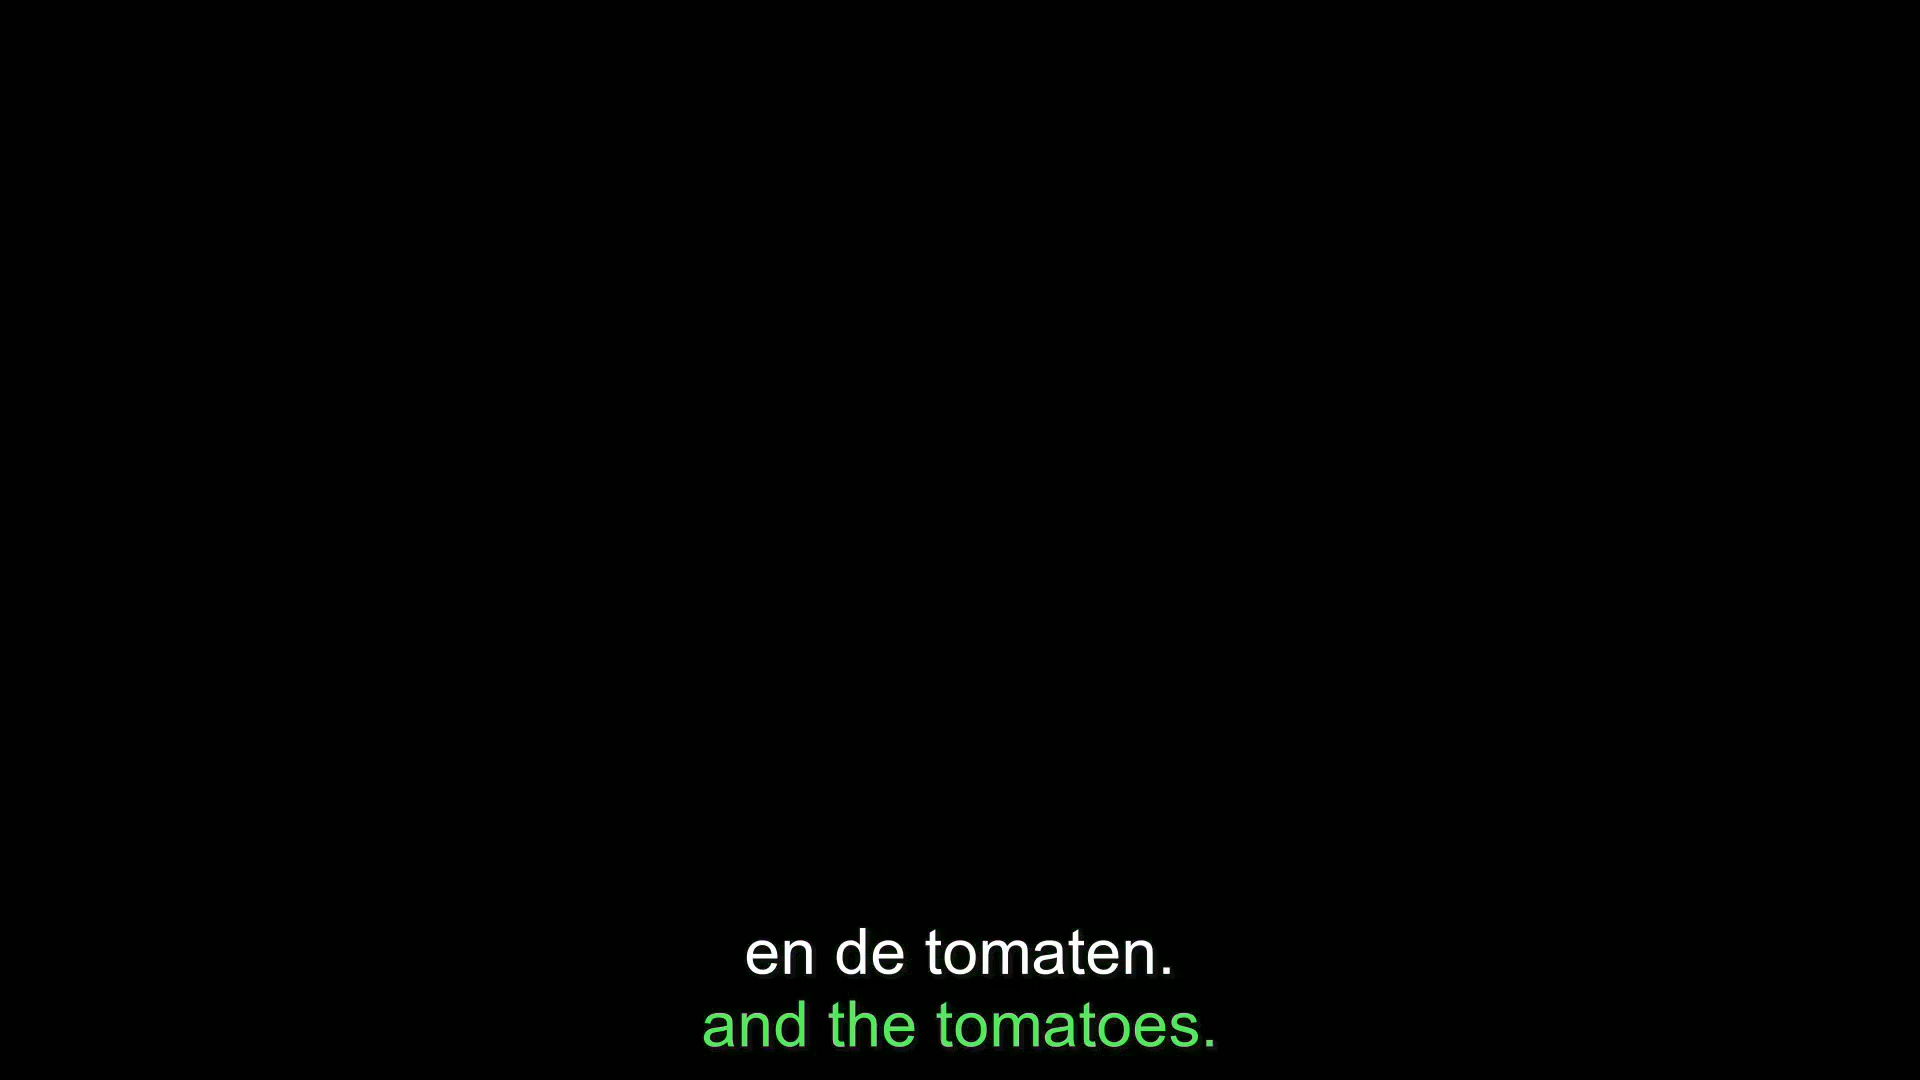 en de tomaten.
and the tomatoes.